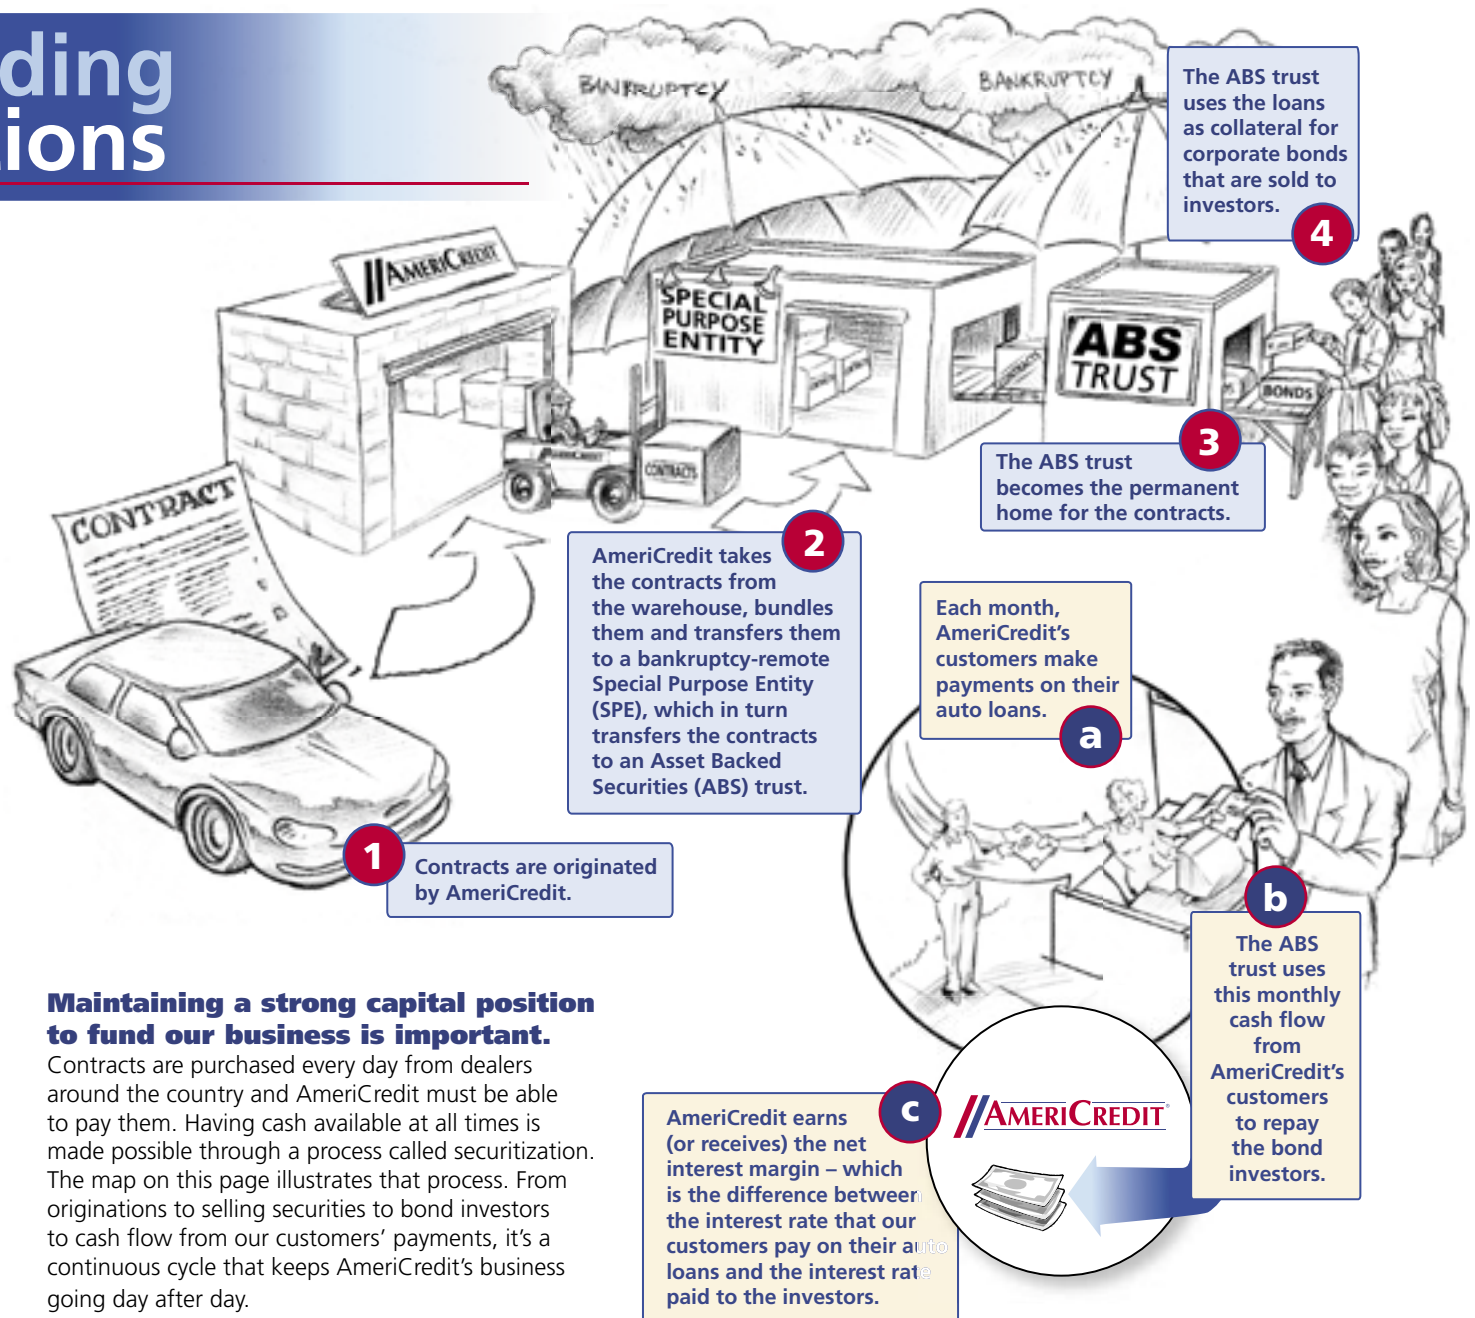 ding
tions
BANKRUPTCY
BANKRUPTCY
The ABS trust
uses the loans
as collateral for
corporate bonds
that are sold to
investors.
4
AMERICREDIT
SPECIAL
PURPOSE
ENTITY
ABS
TRUST
BONDS
CONTRACTS
AMERICREDIT
CONTRACT
3
The ABS trust
becomes the permanent
home for the contracts.
2
AmeriCredit takes
the contracts from
the warehouse, bundles
them and transfers them
to a bankruptcy-remote
Special Purpose Entity
(SPE), which in turn
transfers the contracts
to an Asset Backed
Securities (ABS) trust.
1
Contracts are originated
by AmeriCredit.
Each month,
AmeriCredit's
customers make
payments on their
auto loans.
a
b
The ABS
trust uses
this monthly
cash flow
from
AmeriCredit's
customers
to repay
the bond
investors.
c
AmeriCredit earns
(or receives) the net
interest margin – which
is the difference between
the interest rate that our
customers pay on their auto
loans and the interest rate
paid to the investors.
AMERICREDIT®
Maintaining a strong capital position
to fund our business is important.
Contracts are purchased every day from dealers
around the country and AmeriCredit must be able
to pay them. Having cash available at all times is
made possible through a process called securitization.
The map on this page illustrates that process. From
originations to selling securities to bond investors
to cash flow from our customers' payments, it's a
continuous cycle that keeps AmeriCredit's business
going day after day.